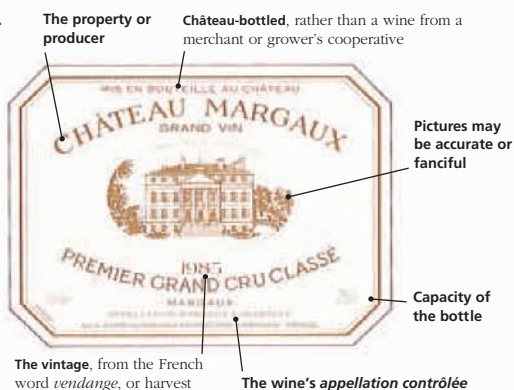 The property or
producer
Château-bottled, rather than a wine from a
merchant or grower's cooperative
MIS EN BOUTEILLE AU CHÂTEAU
CHÂTEAU MARGAUX
GRAND VIN
Pictures may
be accurate or
fanciful
1985
PREMIER GRAND CRU CLASSÉ
MARGAUX
Capacity of
the bottle
The vintage, from the French
word vendange, or harvest
The wine's appellation contrôlée